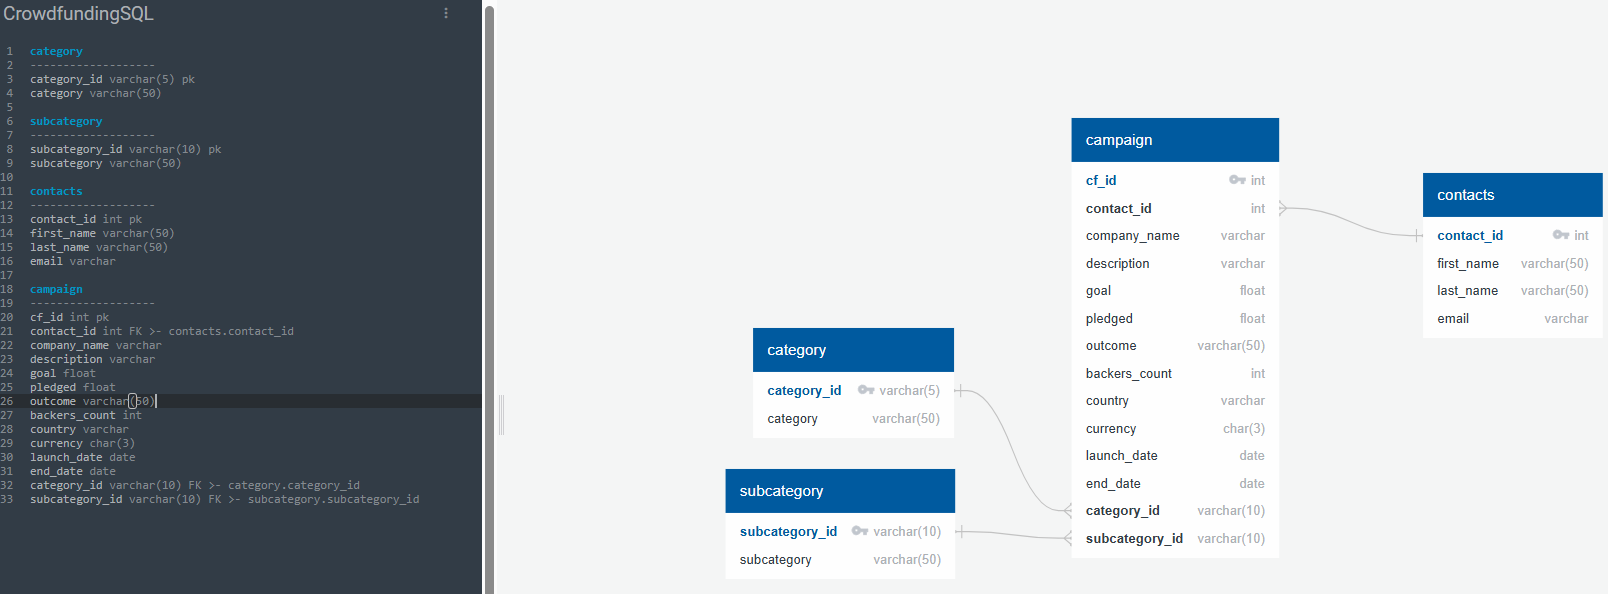 CrowdfundingSQL
1 category
2 -------------------
3 category_id varchar(5) pk
4 category varchar(50)
5
6 subcategory
7 -------------------
8 subcategory_id varchar(10) pk
9 subcategory varchar(50)
10
11 contacts
12 -------------------
13 contact_id int pk
14 first_name varchar(50)
15 last_name varchar(50)
16 email varchar
17
18 campaign
19 -------------------
20 cf_id int pk
21 contact_id int FK >- contacts.contact_id
22 company_name varchar
23 description varchar
24 goal float
25 pledged float
26 outcome varchar(50)
27 backers_count int
28 country varchar
29 currency char(3)
30 launch_date date
31 end_date date
32 category_id varchar(10) FK >- category.category_id
33 subcategory_id varchar(10) FK >- subcategory.subcategory_id
category
category_id varchar(5)
category varchar(50)
subcategory
subcategory_id varchar(10)
subcategory varchar(50)
campaign
cf_id int
contact_id int
company_name varchar
description varchar
goal float
pledged float
outcome varchar(50)
backers_count int
country varchar
currency char(3)
launch_date date
end_date date
category_id varchar(10)
subcategory_id varchar(10)
contacts
contact_id int
first_name varchar(50)
last_name varchar(50)
email varchar